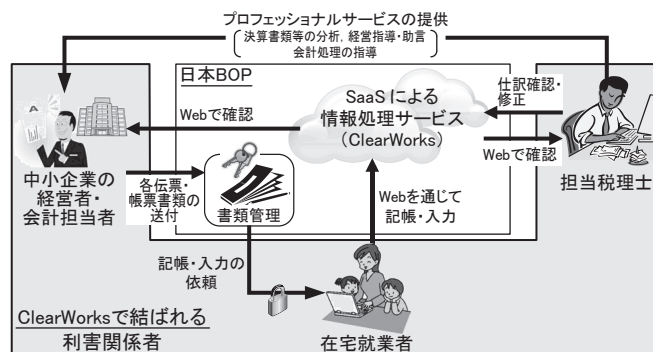 プロフェッショナルサービスの提供
決算書類等の分析, 経営指導・助言
会計処理の指導
日本BOP
SaaSによる
情報処理サービス
(ClearWorks)
仕訳確認・
修正
Webで確認
Webで確認
A
中小企業の
経営者・
会計担当者
各伝票・
帳票書類の
送付
書類管理
Webを通じて
記帳・入力
担当税理士
記帳・入力の
依頼
ClearWorksで結ばれる
利害関係者
在宅就業者